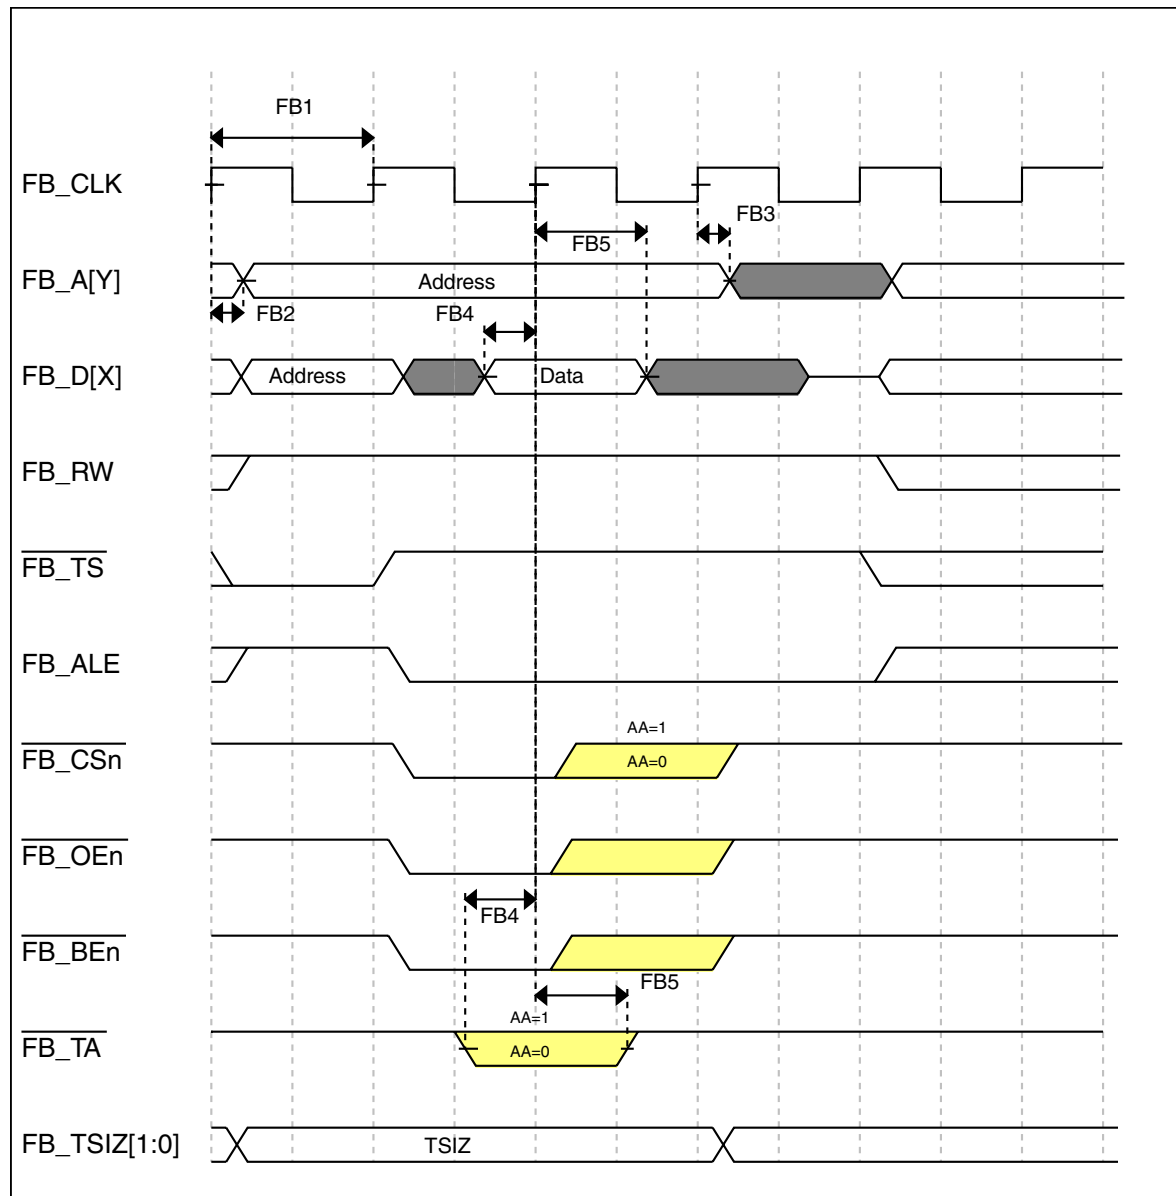 FB1
FB_CLK
FB3
FB5
FB_A[Y]
Address
FB2
FB4
FB_D[X]
Address
Data
FB_RW
FB_TS
FB_ALE
AA=1
FB_CSn
AA=0
FB_OEn
FB4
FB_BEn
FB5
AA=1
FB_TA
AA=0
FB_TSIZ[1:0]
TSIZ